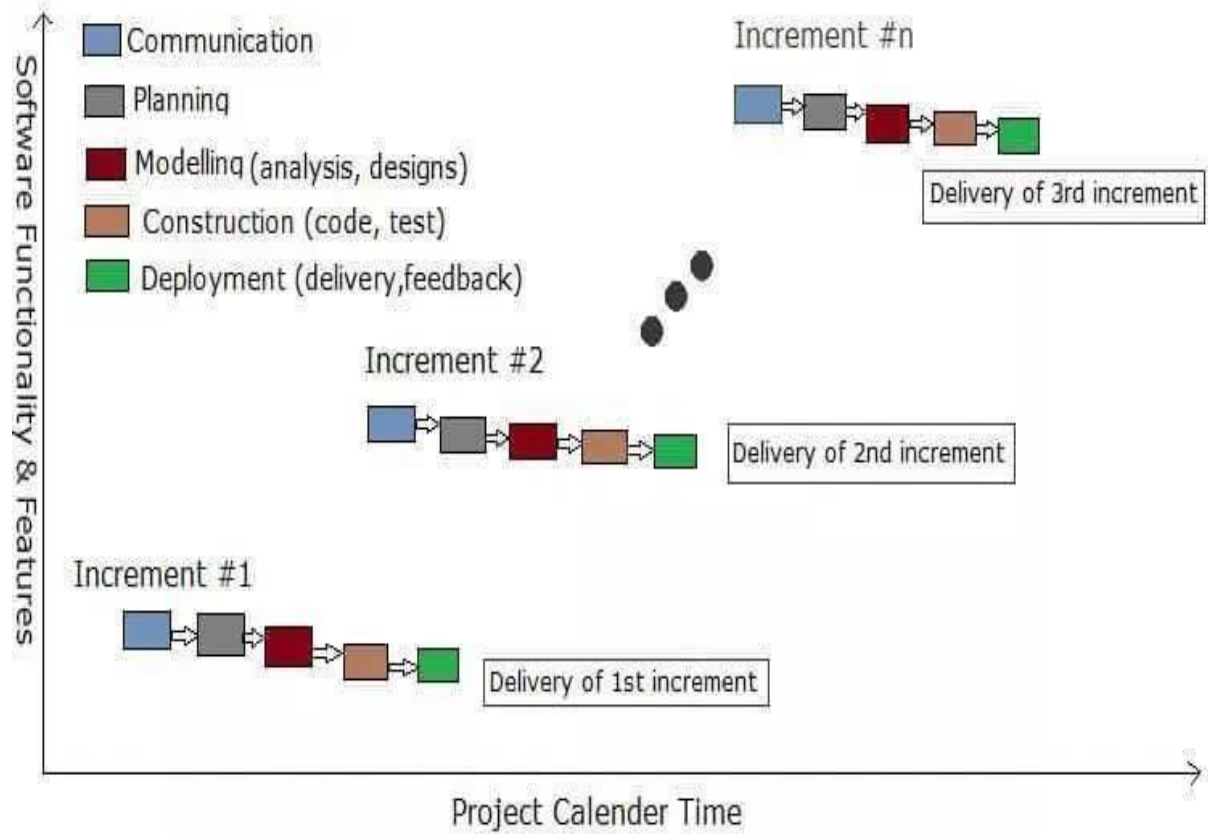 Software Functionality & Features
Communication
Planning
Modelling (analysis, designs)
Construction (code, test)
Deployment (delivery,feedback)
Increment #n
Delivery of 3rd increment
Increment #2
Delivery of 2nd increment
Increment #1
Delivery of 1st increment
Project Calender Time